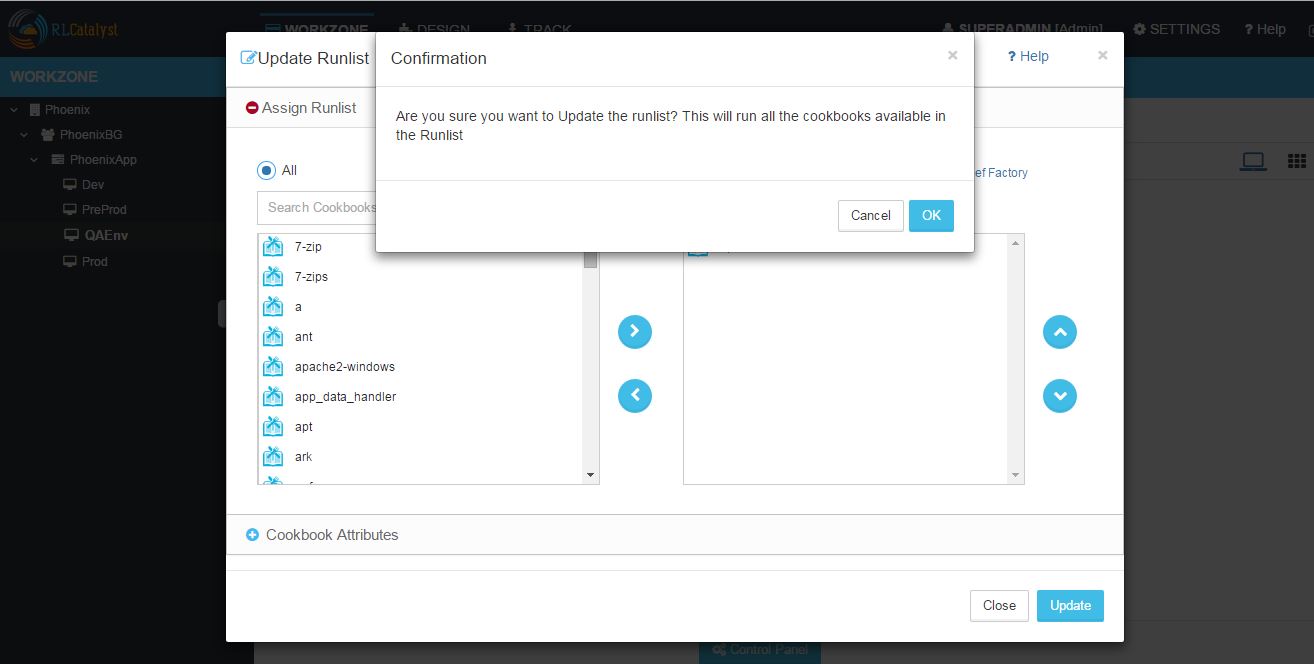 RLCatalyst
WORKZONE
DESIGN
TRACK
SUPERADMIN [Admin]
SETTINGS
? Help
WORKZONE
Phoenix
PhoenixBG
PhoenixApp
Dev
PreProd
QAEnv
Prod
Update Runlist
? Help
×
Confirmation
×
Are you sure you want to Update the runlist? This will run all the cookbooks available in
the Runlist
Cancel
OK
Assign Runlist
All
Factory
Search Cookbooks
7-zip
7-zips
a
ant
apache2-windows
app_data_handler
apt
ark
Cookbook Attributes
Close
Update
Control Panel